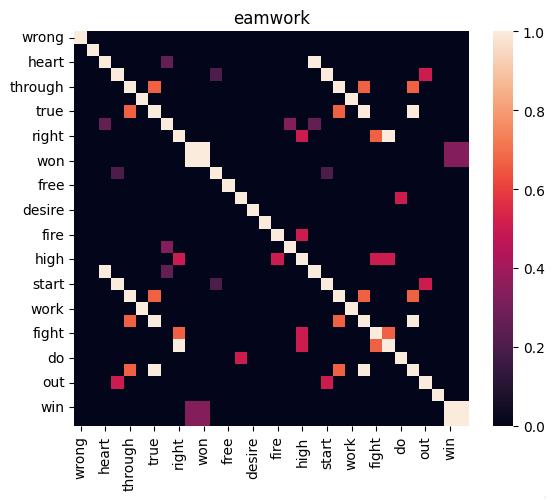 eamwork
wrong
heart
through
true
right
won
free
desire
fire
high
start
work
fight
do
out
win
1.0
0.8
0.6
0.4
0.2
0.0
wrong
heart
through
true
right
won
free
desire
fire
high
start
work
fight
do
out
win